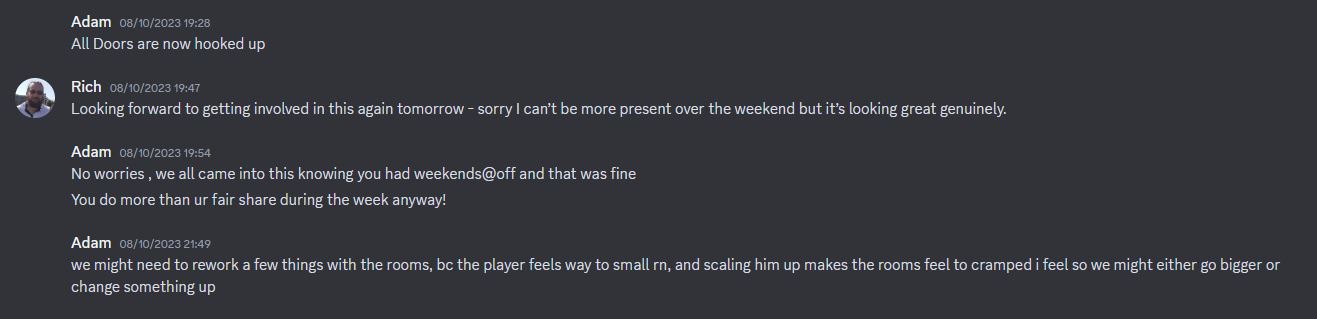 Adam 08/10/2023 19:28
All Doors are now hooked up
Rich 08/10/2023 19:47
Looking forward to getting involved in this again tomorrow - sorry I can’t be more present over the weekend but it’s looking great genuinely.
Adam 08/10/2023 19:54
No worries , we all came into this knowing you had weekends@off and that was fine
You do more than ur fair share during the week anyway!
Adam 08/10/2023 21:49
we might need to rework a few things with the rooms, bc the player feels way to small rn, and scaling him up makes the rooms feel to cramped i feel so we might either go bigger or
change something up